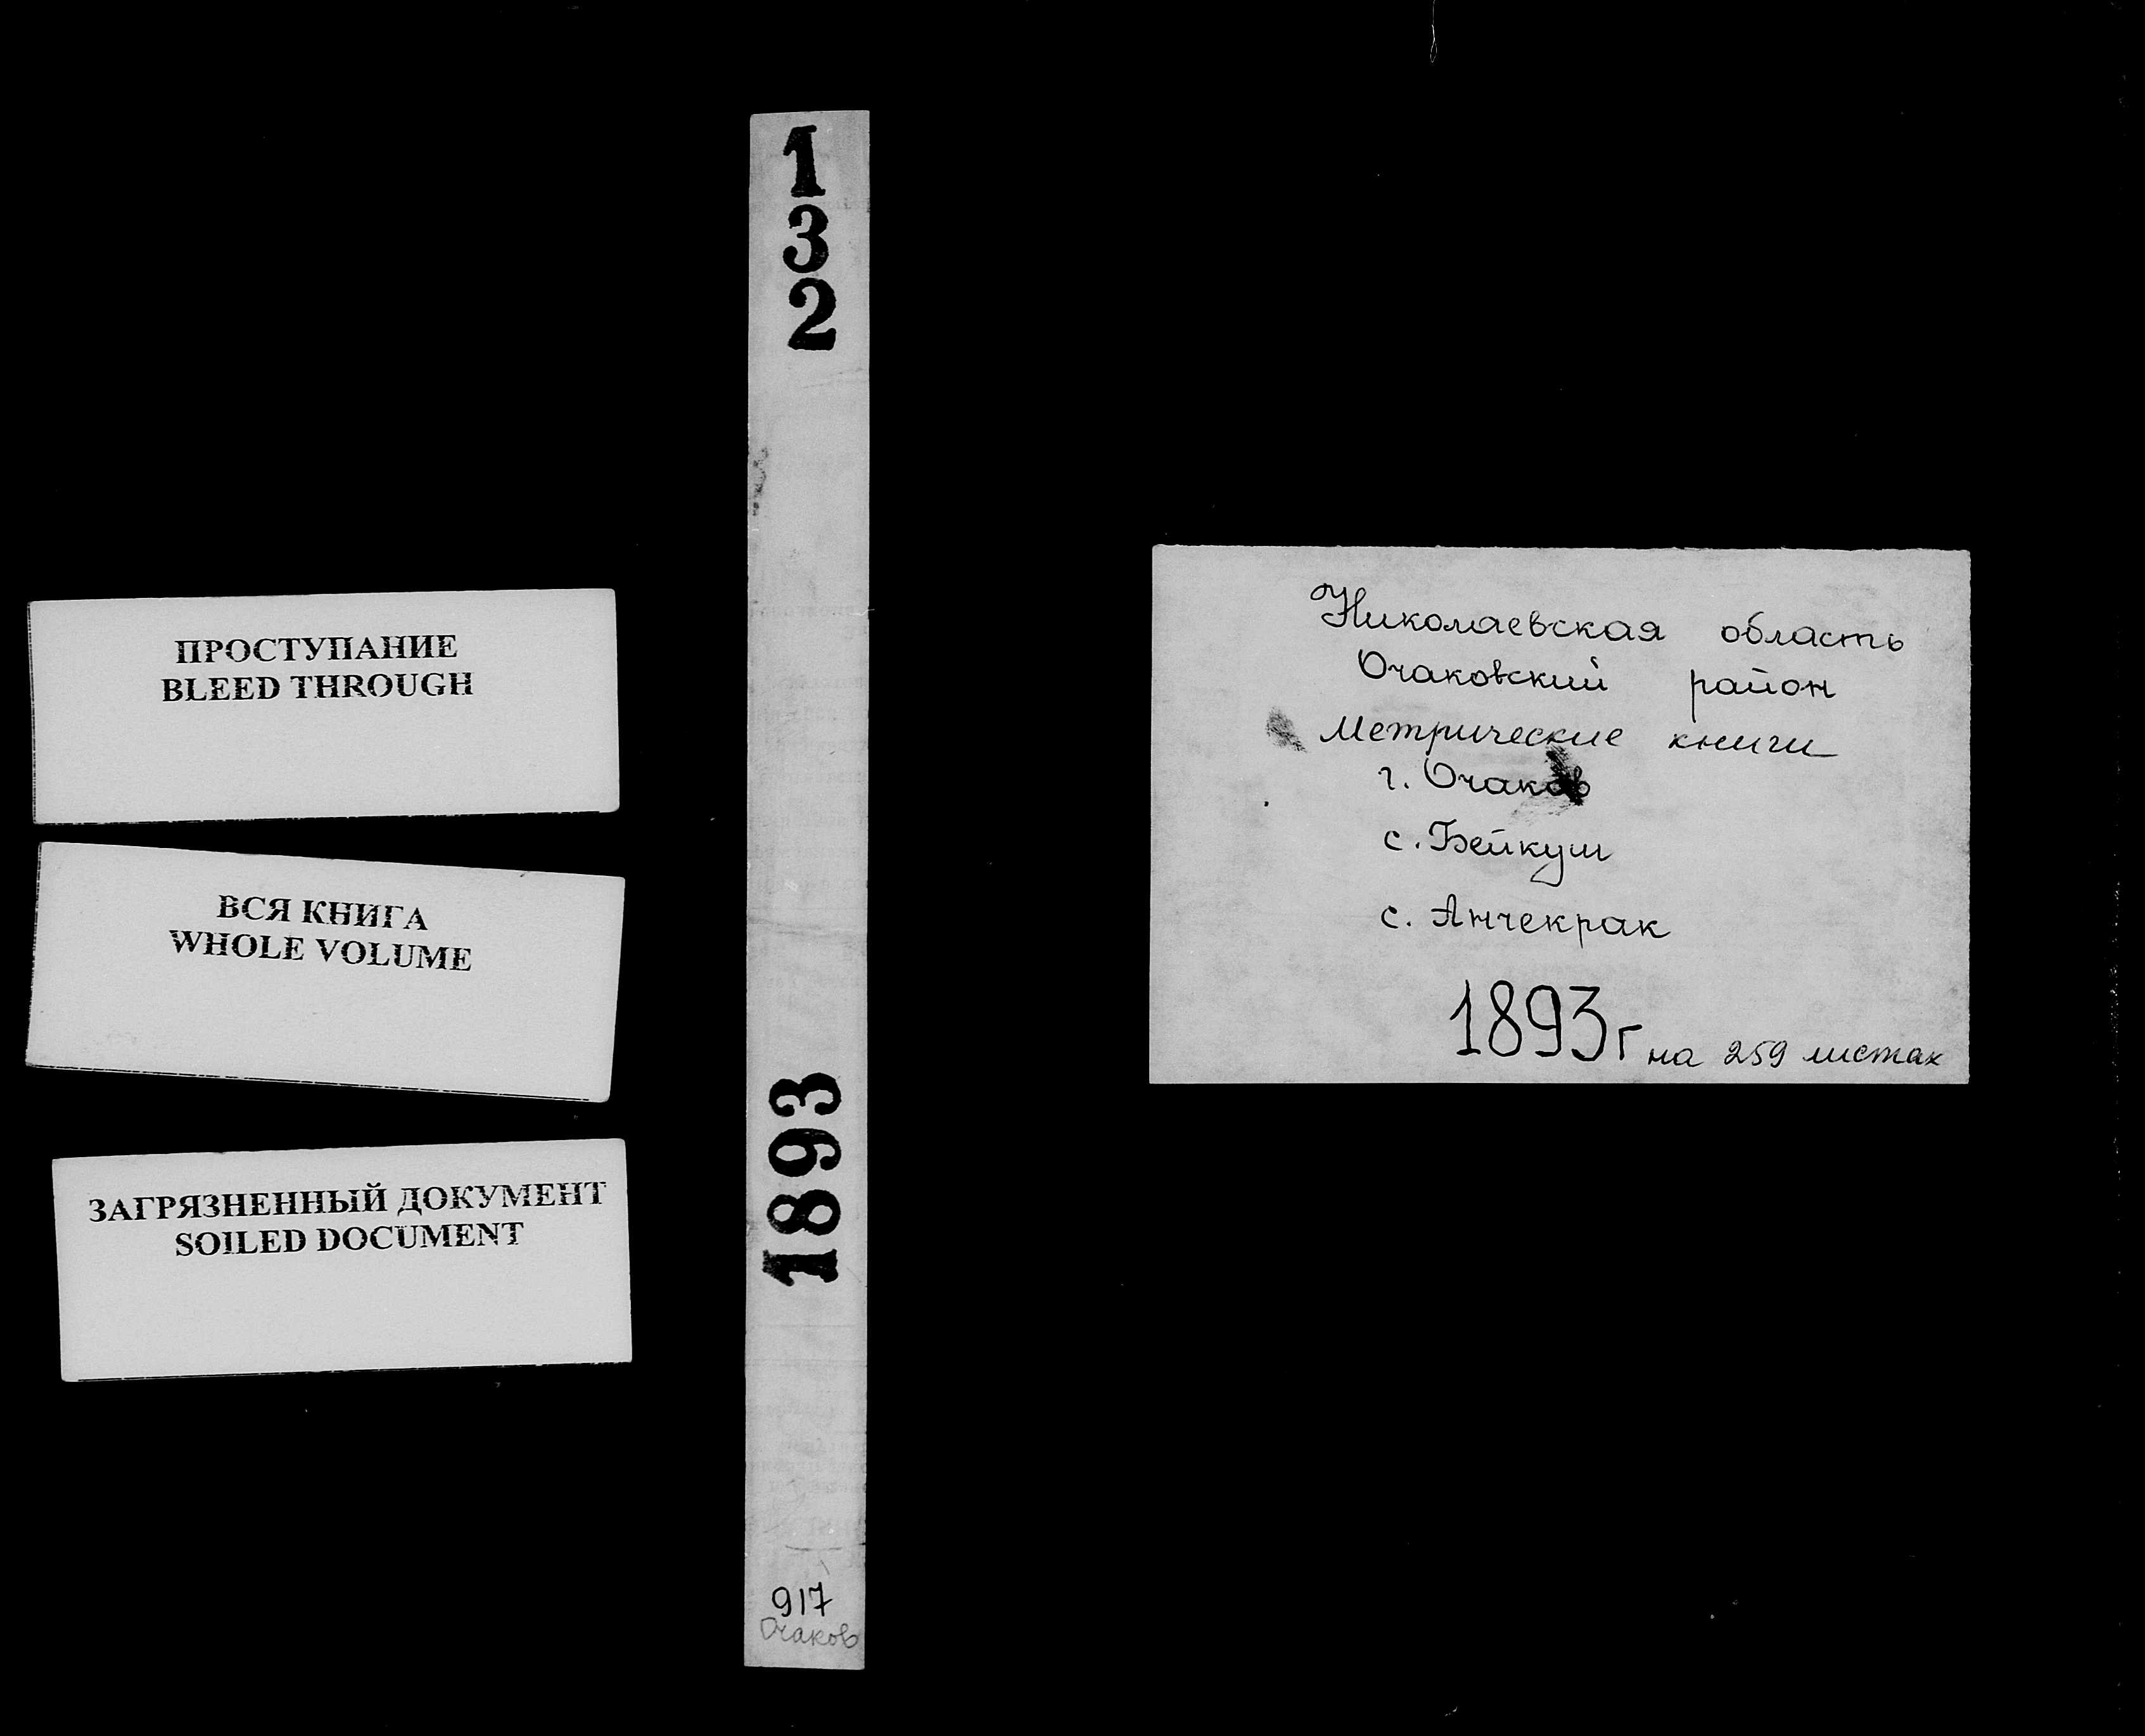 ПРОСТУПАНИЕ
BLEED THROUGH
ВСЯ КНИГА
WHOLE VOLUME
ЗАГРЯЗНЕННЫЙ ДОКУМЕНТ
SOILED DOCUMENT
1
3
2
1893
917
Очаков
Николаевская область
Очаковский район
Метрические книги
г. Очаков
с. Бейкуш
с. Анчекрак
1893г на 259 листах